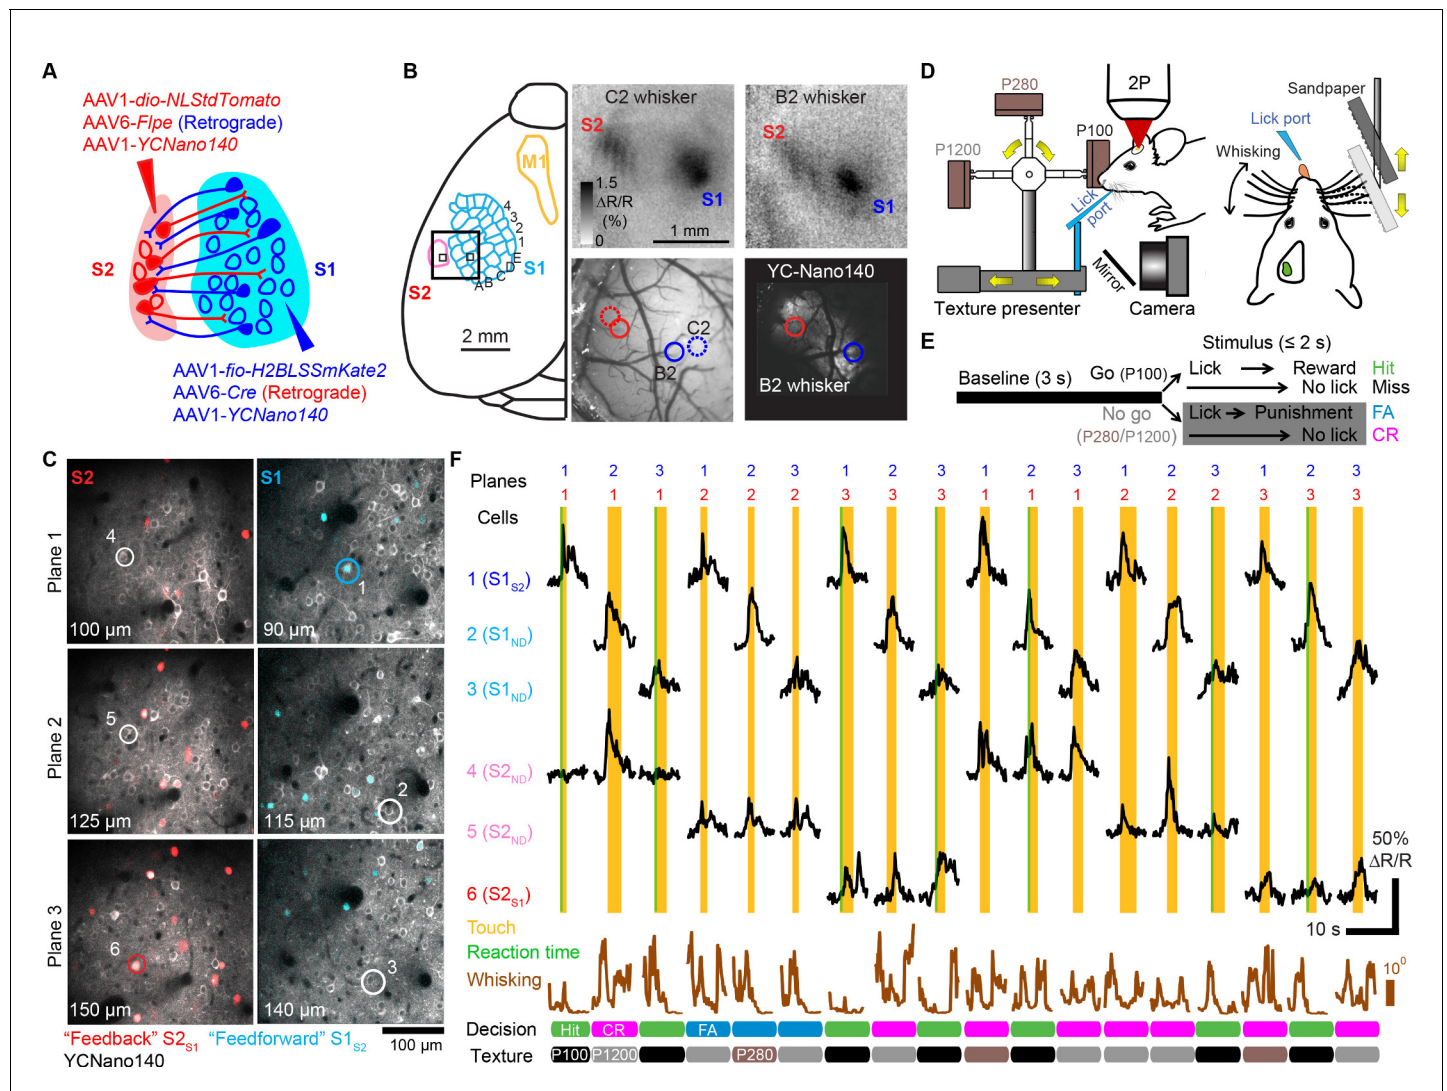 A
AAV1-dio-NLStdTomato
AAV6-Flpe (Retrograde)
AAV1-YCNano140
S2
S1
AAV1-fio-H2BLSSmKate2
AAV6-Cre (Retrograde)
AAV1-YCNano140
B
M1
4
3
2
1
E
D
C
B
A
S1
S2
2 mm
C2 whisker
S2
1.5
ΔR/R
(%)
0
S1
1 mm
B2 whisker
S2
S1
C2
B2
YC-Nano140
B2 whisker
C
S2
S1
Plane 1
4
1
100 µm
90 µm
Plane 2
5
2
125 µm
115 µm
Plane 3
6
3
150 µm
140 µm
"Feedback" S2S1 "Feedforward" S1S2
YCNano140
100 µm
D
P280
2P
P1200
P100
Lick port
Texture presenter
Mirror
Camera
Sandpaper
Lick port
Whisking
E
Stimulus (≤ 2 s)
Baseline (3 s)
Go (P100)
Lick Reward Hit
No lick Miss
No go
(P280/P1200)
Lick Punishment FA
No lick CR
F
Planes
1 2 3 1 2 3 1 2 3 1 2 3 1 2 3 1 2 3
1 1 1 2 2 2 3 3 3 1 1 1 2 2 2 3 3 3
Cells
1 (S1S2)
2 (S1ND)
3 (S1ND)
4 (S2ND)
5 (S2ND)
6 (S2S1)
50%
ΔR/R
10 s
Touch
Reaction time
Whisking
10⁰
Decision Hit CR FA
Texture P100 P1200 P280